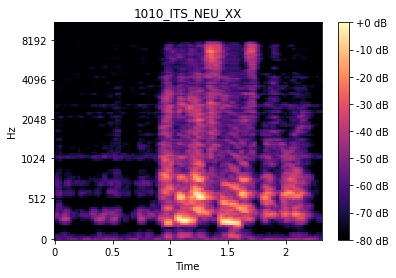 1010_ITS_NEU_XX
8192
4096
2048
1024
512
0
Hz
0
0.5
1
1.5
2
Time
+0 dB
-10 dB
-20 dB
-30 dB
-40 dB
-50 dB
-60 dB
-70 dB
-80 dB